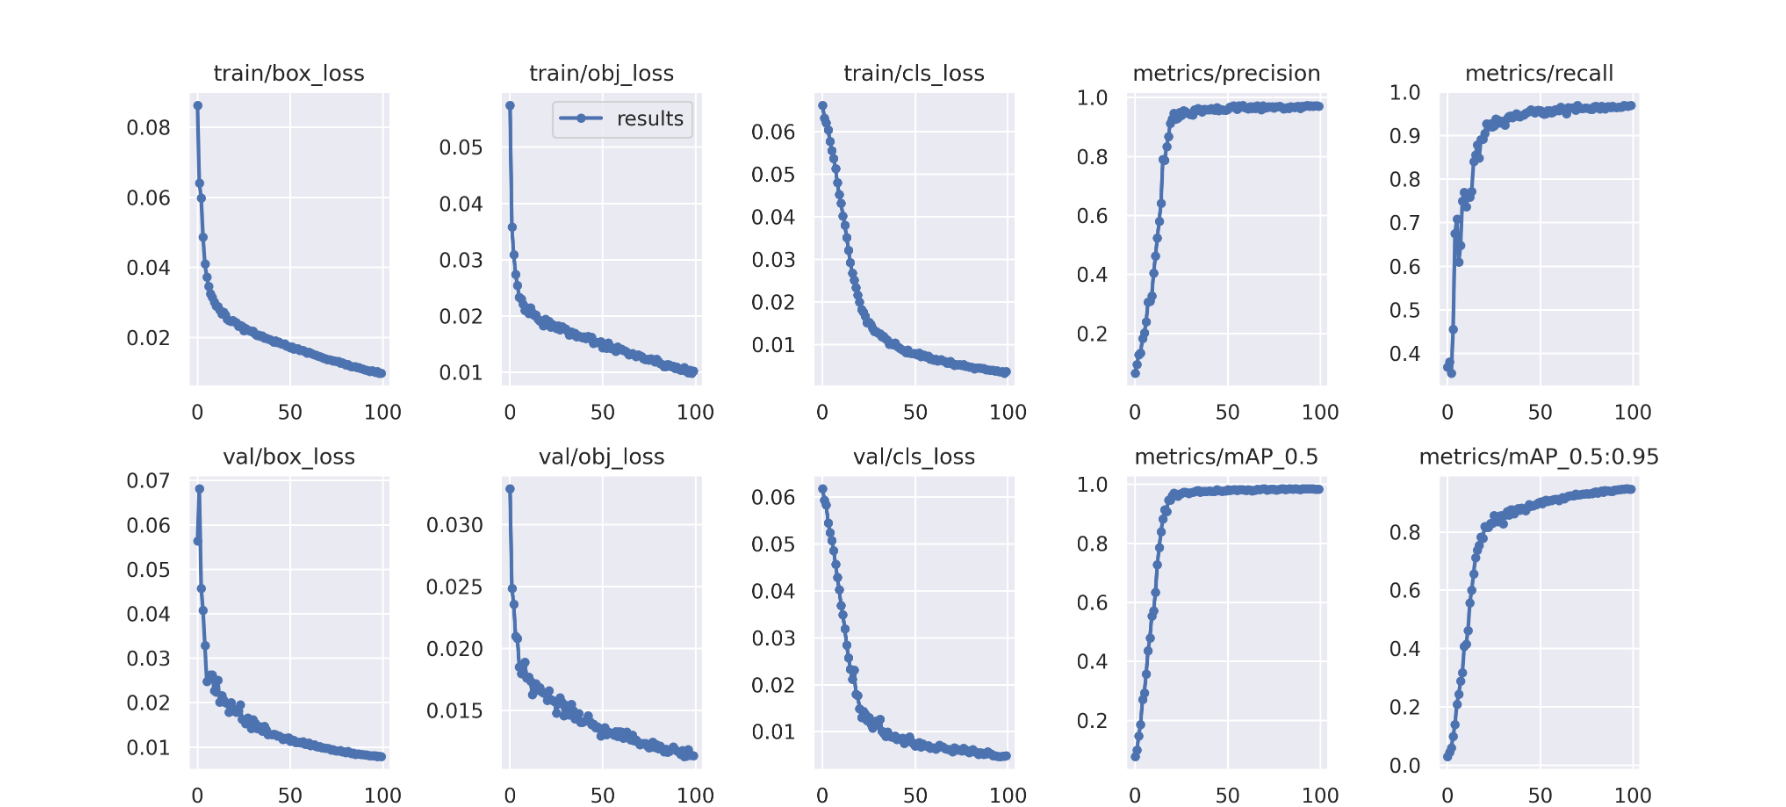 train/box_loss
0.08
0.06
0.04
0.02
0 50 100
train/obj_loss
results
0.05
0.04
0.03
0.02
0.01
0 50 100
train/cls_loss
0.06
0.05
0.04
0.03
0.02
0.01
0 50 100
metrics/precision
1.0
0.8
0.6
0.4
0.2
0 50 100
metrics/recall
1.0
0.9
0.8
0.7
0.6
0.5
0.4
0 50 100
val/box_loss
0.07
0.06
0.05
0.04
0.03
0.02
0.01
0 50 100
val/obj_loss
0.030
0.025
0.020
0.015
0 50 100
val/cls_loss
0.06
0.05
0.04
0.03
0.02
0.01
0 50 100
metrics/mAP_0.5
1.0
0.8
0.6
0.4
0.2
0 50 100
metrics/mAP_0.5:0.95
0.8
0.6
0.4
0.2
0.0
0 50 100